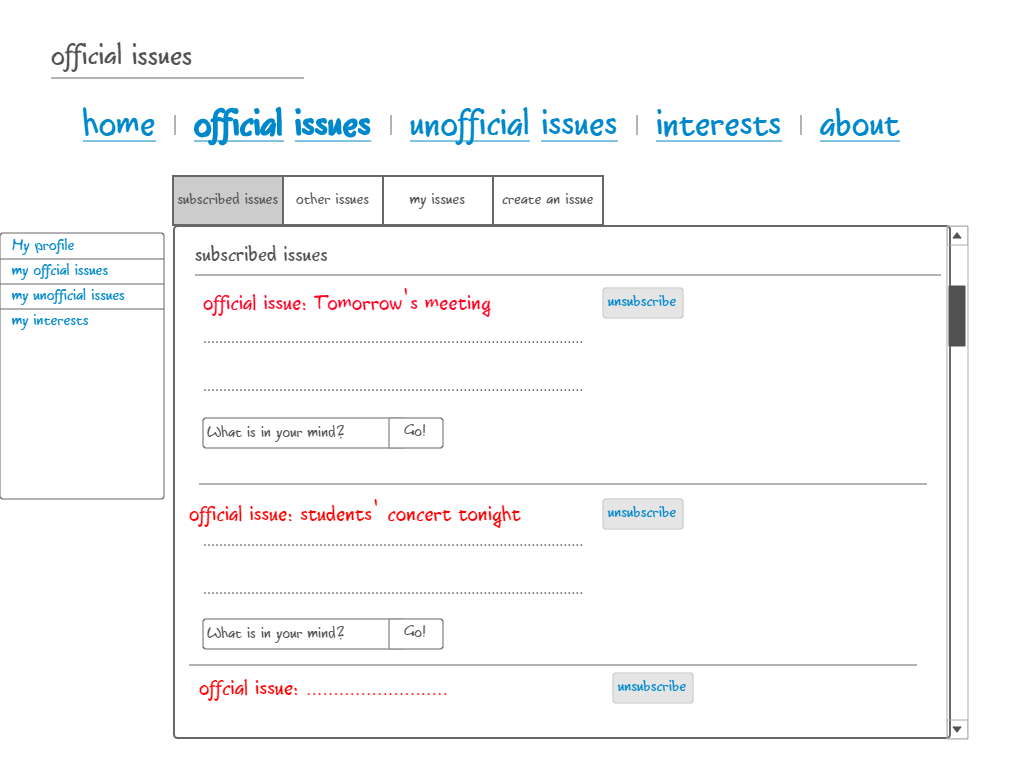 official issues
home | official issues | unofficial issues | interests | about
subscribed issues other issues my issues create an issue
My profile
my offcial issues
my unofficial issues
my interests
subscribed issues
official issue: Tomorrow's meeting unsubscribe
What is in your mind? Go!
official issue: students' concert tonight unsubscribe
What is in your mind? Go!
offcial issue: .......................... unsubscribe